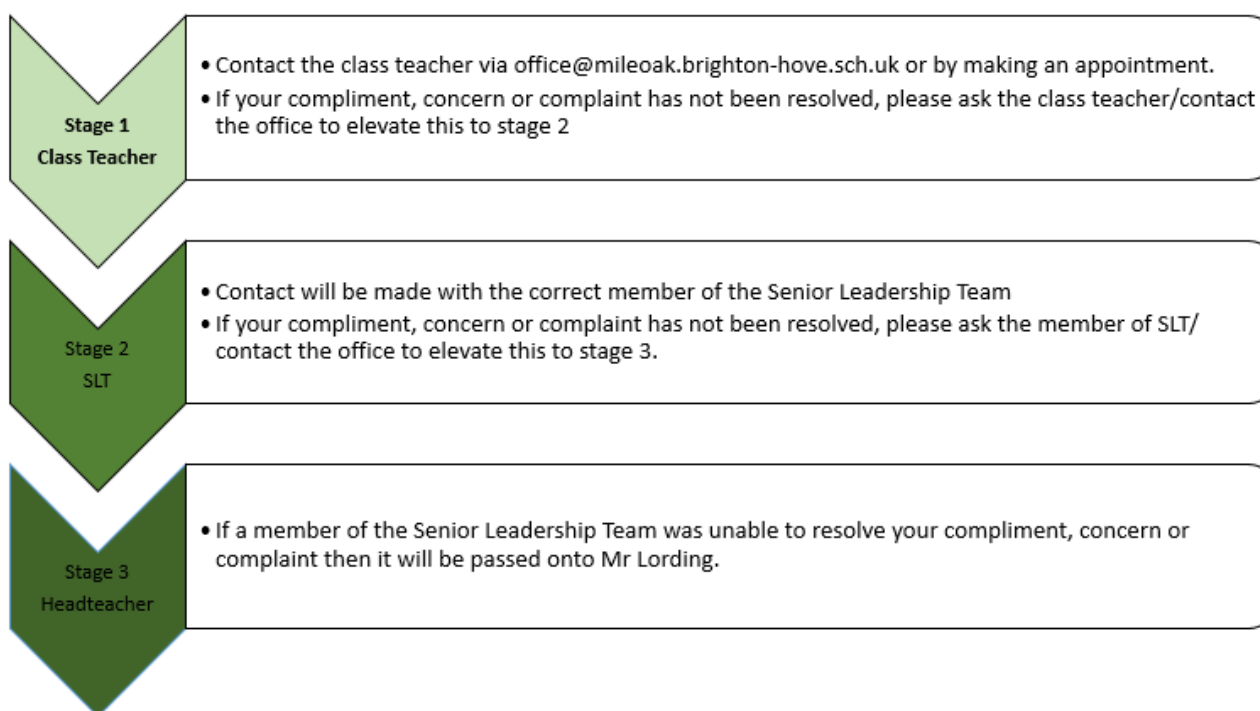 Stage 1
Class Teacher
• Contact the class teacher via office@mileoak.brighton-hove.sch.uk or by making an appointment.
• If your compliment, concern or complaint has not been resolved, please ask the class teacher/contact
the office to elevate this to stage 2
Stage 2
SLT
• Contact will be made with the correct member of the Senior Leadership Team
• If your compliment, concern or complaint has not been resolved, please ask the member of SLT/
contact the office to elevate this to stage 3.
Stage 3
Headteacher
• If a member of the Senior Leadership Team was unable to resolve your compliment, concern or
complaint then it will be passed onto Mr Lording.